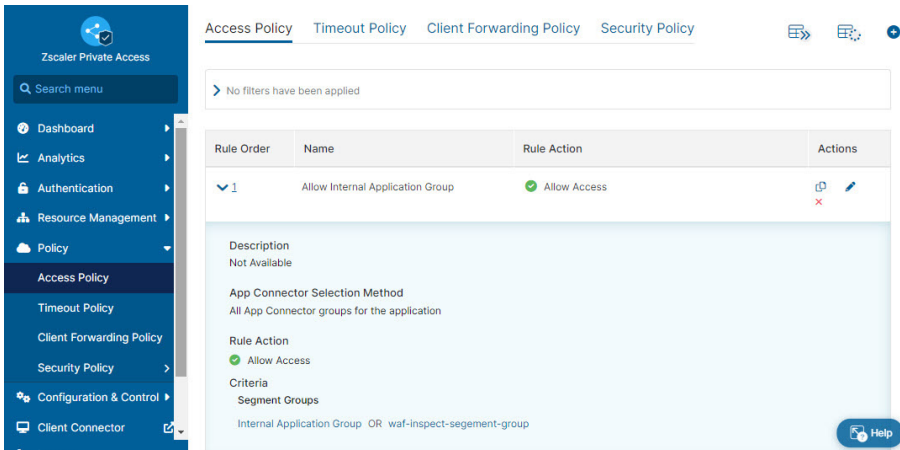 Zscaler Private Access
Search menu
Dashboard
Analytics
Authentication
Resource Management
Policy
Access Policy
Timeout Policy
Client Forwarding Policy
Security Policy
Configuration & Control
Client Connector
Access Policy Timeout Policy Client Forwarding Policy Security Policy
No filters have been applied
Rule Order Name Rule Action Actions
1 Allow Internal Application Group Allow Access
Description
Not Available
App Connector Selection Method
All App Connector groups for the application
Rule Action
Allow Access
Criteria
Segment Groups
Internal Application Group OR waf-inspect-segement-group
Help